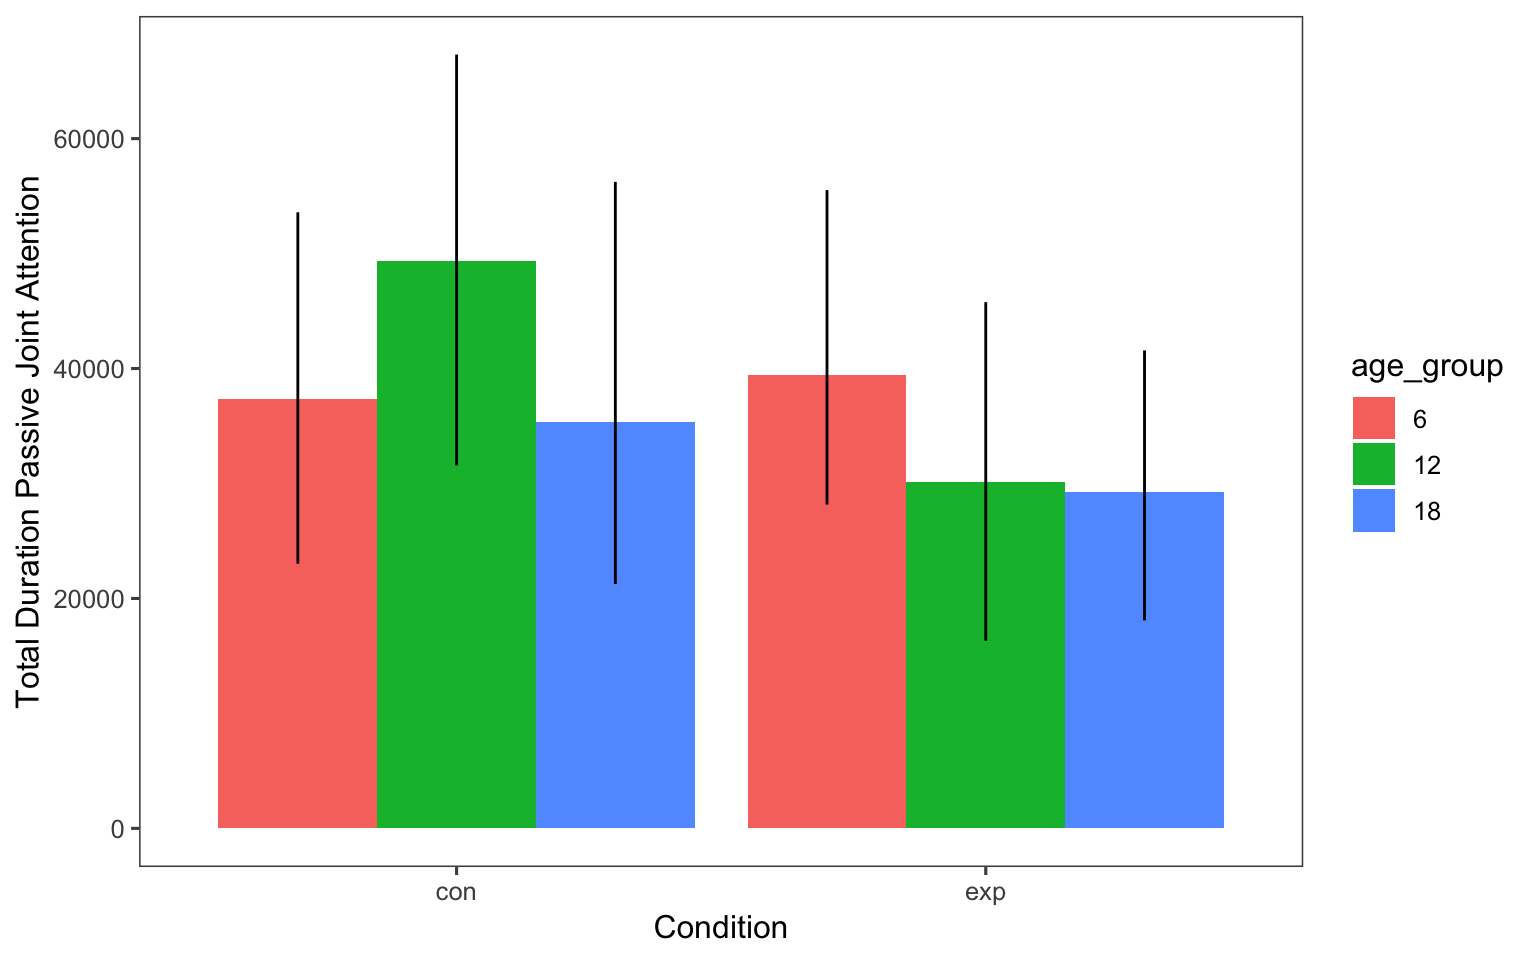 Total Duration Passive Joint Attention
60000
40000
20000
0
con
exp
Condition
age_group
6
12
18